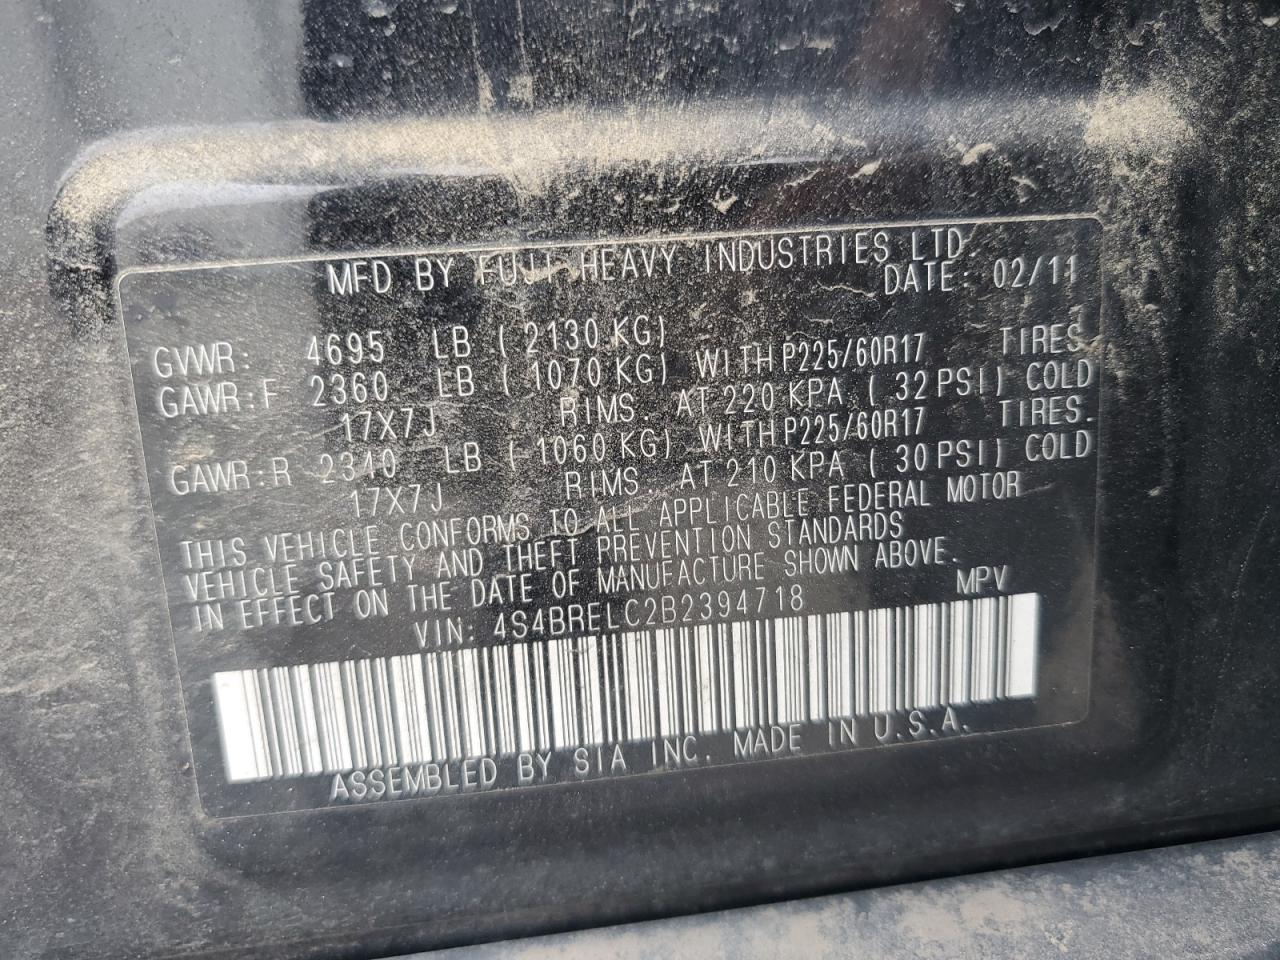 MFD BY FUJI HEAVY INDUSTRIES LTD.
DATE: 02/11
GVWR: 4695 LB ( 2130 KG)
GAWR:F 2360 LB ( 1070 KG) WITH P225/60R17 TIRES.
17X7J RIMS. AT 220 KPA ( 32 PSI) COLD
GAWR:R 2340 LB ( 1060 KG) WITH P225/60R17 TIRES.
17X7J RIMS. AT 210 KPA ( 30 PSI) COLD
THIS VEHICLE CONFORMS TO ALL APPLICABLE FEDERAL MOTOR
VEHICLE SAFETY AND THEFT PREVENTION STANDARDS
IN EFFECT ON THE DATE OF MANUFACTURE SHOWN ABOVE.
VIN: 4S4BRELC2B2394718 MPV
ASSEMBLED BY SIA INC. MADE IN U.S.A.